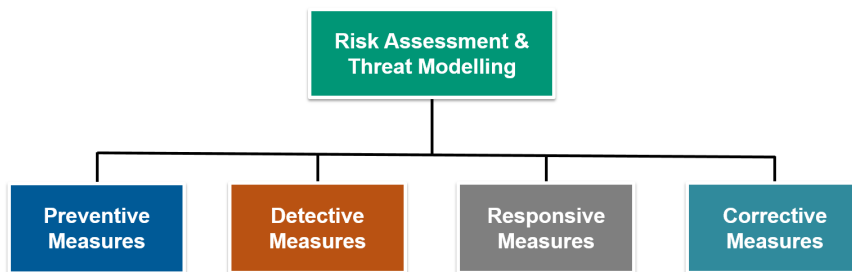 Risk Assessment &
Threat Modelling
Preventive
Measures
Detective
Measures
Responsive
Measures
Corrective
Measures